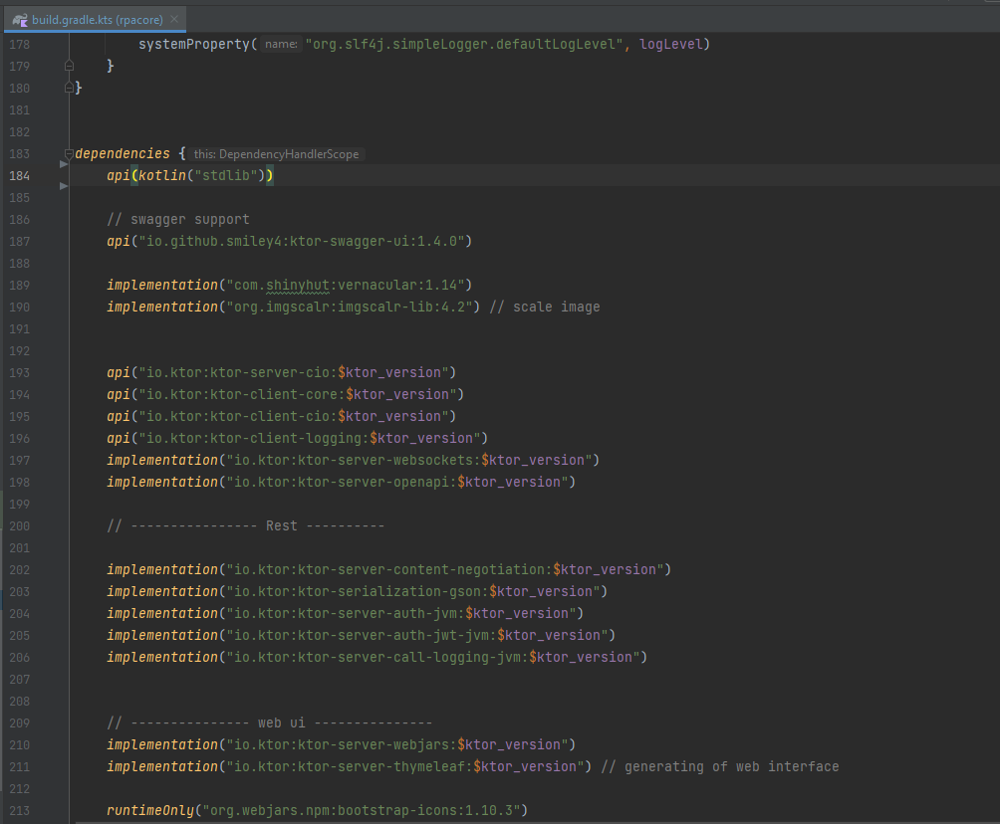 build.gradle.kts (rpacore) ×
178 systemProperty( name: "org.slf4j.simpleLogger.defaultLogLevel", logLevel)
179 }
180 }
181
182
183 dependencies { this: DependencyHandlerScope
184 api(kotlin("stdlib"))
185
186 // swagger support
187 api("io.github.smiley4:ktor-swagger-ui:1.4.0")
188
189 implementation("com.shinyhut:vernacular:1.14")
190 implementation("org.imgscalr:imgscalr-lib:4.2") // scale image
191
192
193 api("io.ktor:ktor-server-cio:$ktor_version")
194 api("io.ktor:ktor-client-core:$ktor_version")
195 api("io.ktor:ktor-client-cio:$ktor_version")
196 api("io.ktor:ktor-client-logging:$ktor_version")
197 implementation("io.ktor:ktor-server-websockets:$ktor_version")
198 implementation("io.ktor:ktor-server-openapi:$ktor_version")
199
200 // ---------------- Rest ----------
201
202 implementation("io.ktor:ktor-server-content-negotiation:$ktor_version")
203 implementation("io.ktor:ktor-serialization-gson:$ktor_version")
204 implementation("io.ktor:ktor-server-auth-jvm:$ktor_version")
205 implementation("io.ktor:ktor-server-auth-jwt-jvm:$ktor_version")
206 implementation("io.ktor:ktor-server-call-logging-jvm:$ktor_version")
207
208
209 // --------------- web ui ---------------
210 implementation("io.ktor:ktor-server-webjars:$ktor_version")
211 implementation("io.ktor:ktor-server-thymeleaf:$ktor_version") // generating of web interface
212
213 runtimeOnly("org.webjars.npm:bootstrap-icons:1.10.3")